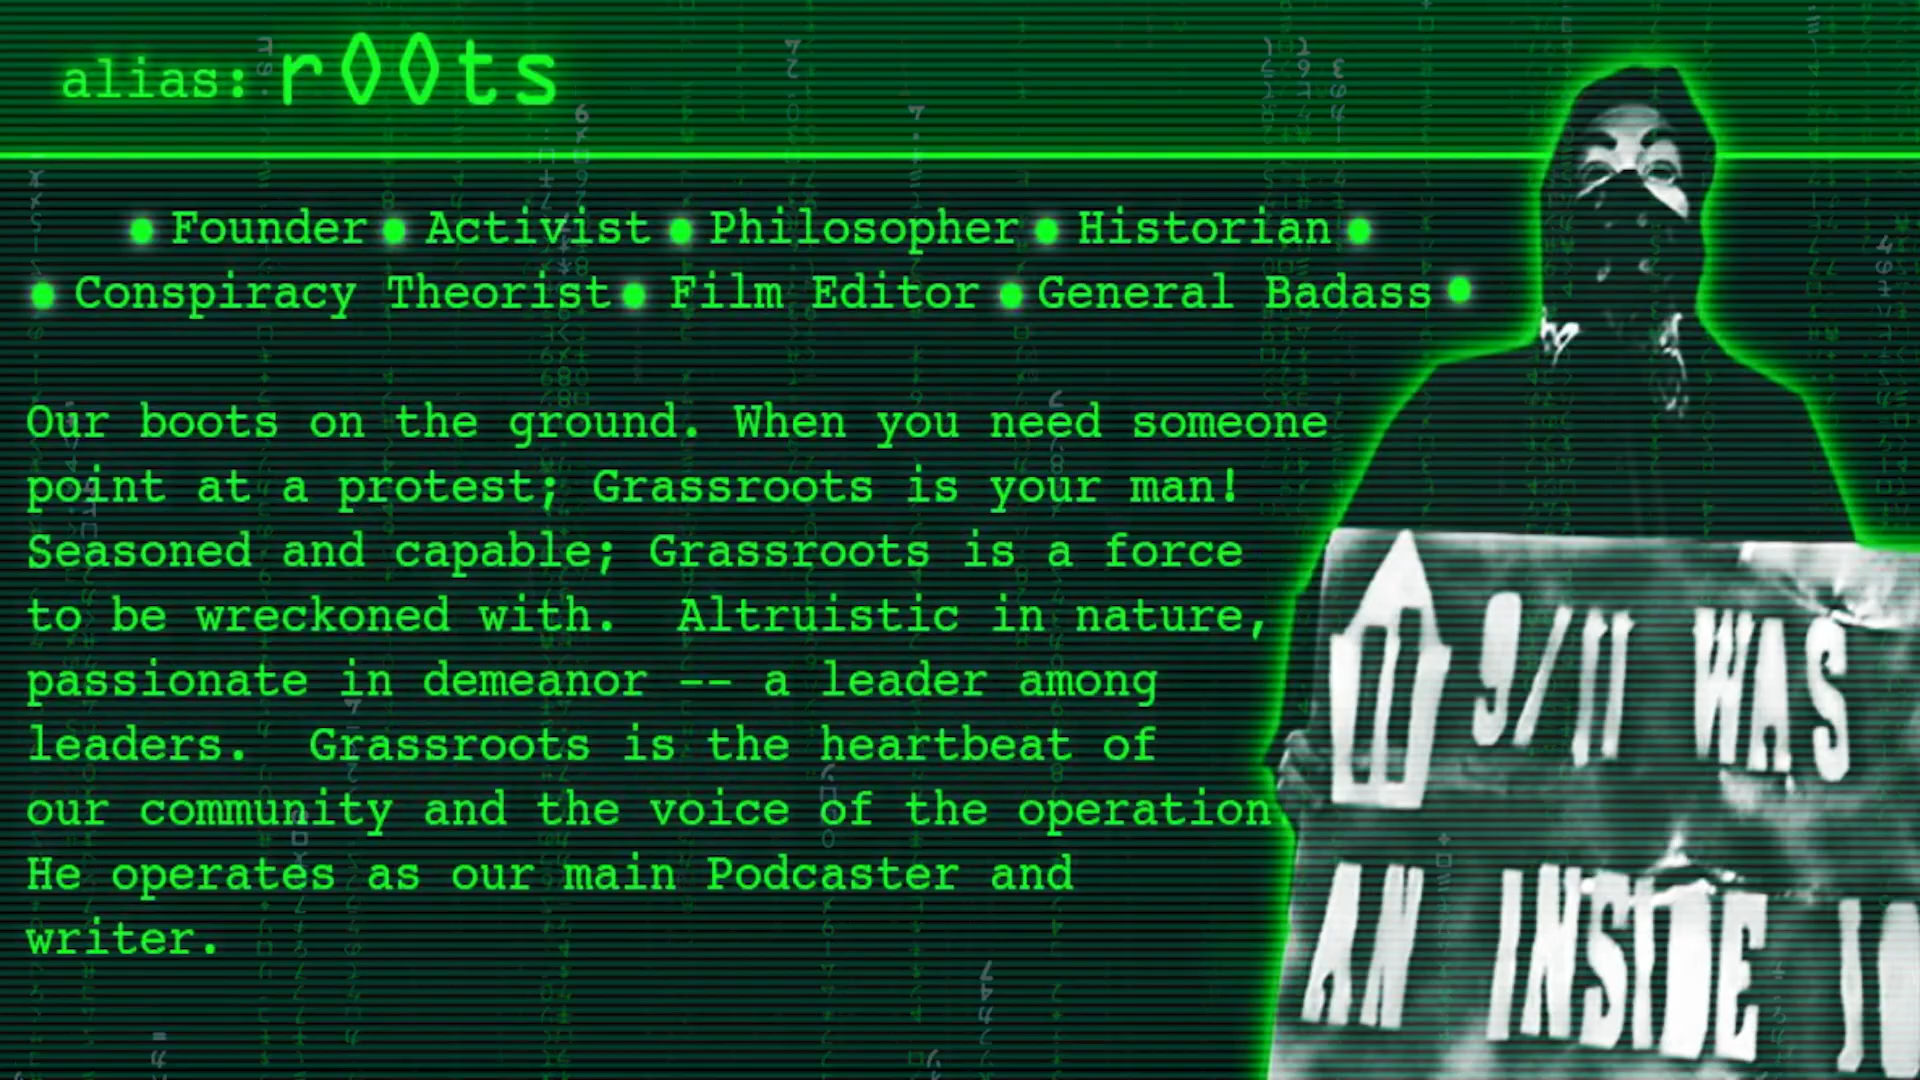 alias: r00ts
• Founder • Activist • Philosopher • Historian •
• Conspiracy Theorist • Film Editor • General Badass •
Our boots on the ground. When you need someone
point at a protest; Grassroots is your man!
Seasoned and capable; Grassroots is a force
to be wreckoned with.  Altruistic in nature,
passionate in demeanor -- a leader among
leaders.  Grassroots is the heartbeat of
our community and the voice of the operation
He operates as our main Podcaster and
writer.
9/11 WAS
AN INSIDE JO